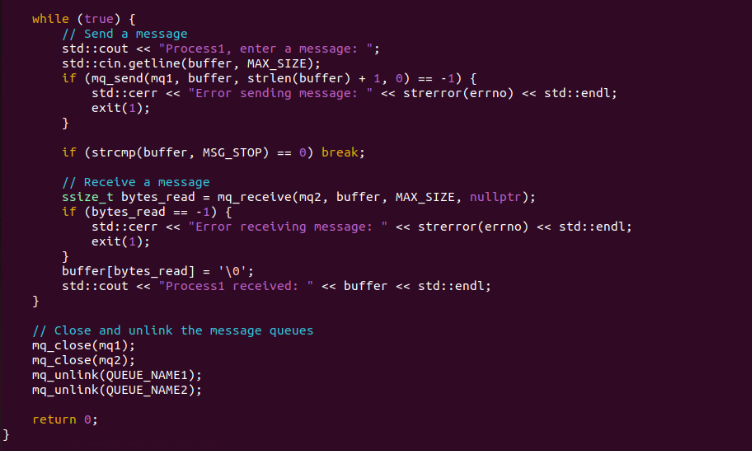 while (true) {
        // Send a message
        std::cout << "Process1, enter a message: ";
        std::cin.getline(buffer, MAX_SIZE);
        if (mq_send(mq1, buffer, strlen(buffer) + 1, 0) == -1) {
            std::cerr << "Error sending message: " << strerror(errno) << std::endl;
            exit(1);
        }

        if (strcmp(buffer, MSG_STOP) == 0) break;

        // Receive a message
        ssize_t bytes_read = mq_receive(mq2, buffer, MAX_SIZE, nullptr);
        if (bytes_read == -1) {
            std::cerr << "Error receiving message: " << strerror(errno) << std::endl;
            exit(1);
        }
        buffer[bytes_read] = '\0';
        std::cout << "Process1 received: " << buffer << std::endl;
    }

    // Close and unlink the message queues
    mq_close(mq1);
    mq_close(mq2);
    mq_unlink(QUEUE_NAME1);
    mq_unlink(QUEUE_NAME2);

    return 0;
}